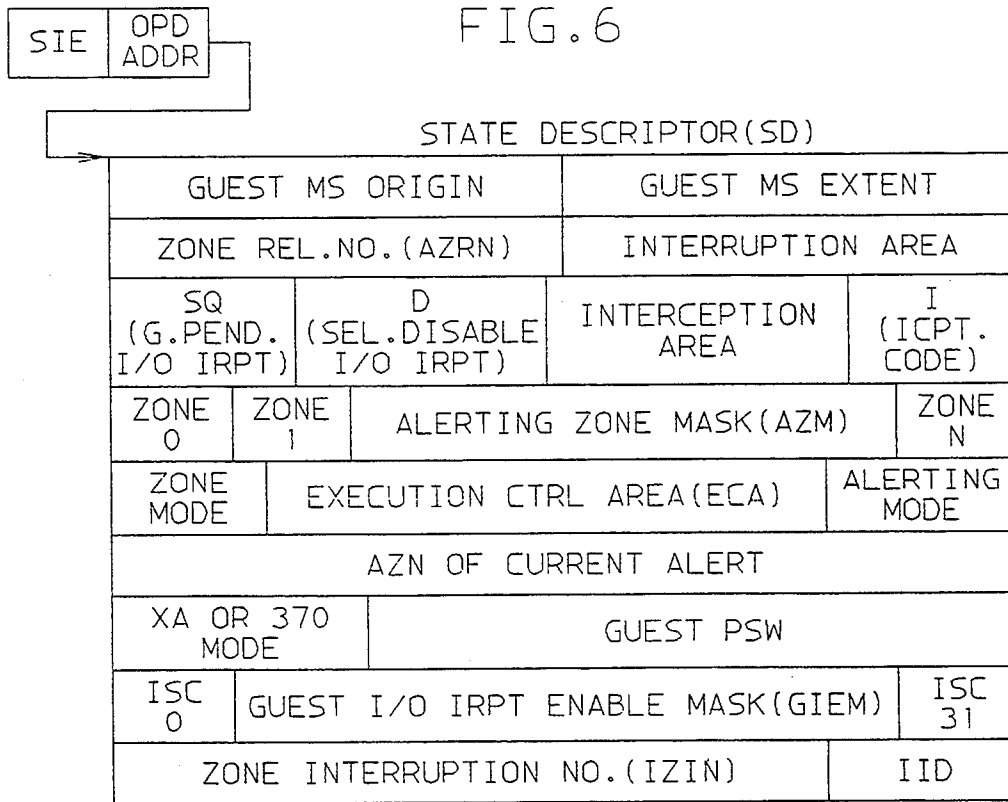 FIG.6
SIE
OPD
ADDR
STATE DESCRIPTOR(SD)
GUEST MS ORIGIN
GUEST MS EXTENT
ZONE REL.NO.(AZRN)
INTERRUPTION AREA
SQ
(G.PEND.
I/O IRPT)
D
(SEL.DISABLE
I/O IRPT)
INTERCEPTION
AREA
I
(ICPT.
CODE)
ZONE
0
ZONE
1
ALERTING ZONE MASK(AZM)
ZONE
N
ZONE
MODE
EXECUTION CTRL AREA(ECA)
ALERTING
MODE
AZN OF CURRENT ALERT
XA OR 370
MODE
GUEST PSW
ISC
0
GUEST I/O IRPT ENABLE MASK(GIEM)
ISC
31
ZONE INTERRUPTION NO.(IZIN)
IID